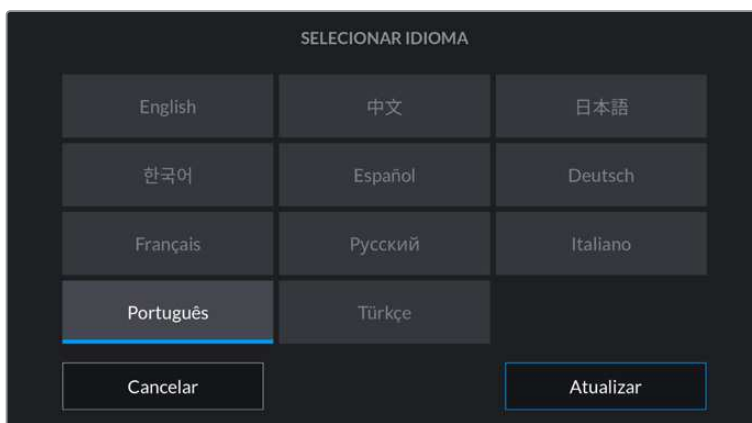 SELECIONAR IDIOMA
English 中文 日本語
한국어 Español Deutsch
Français Русский Italiano
Português Türkçe
Cancelar Atualizar